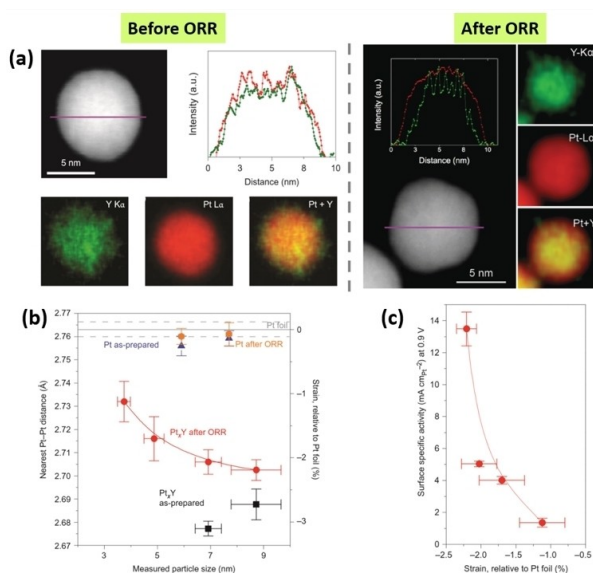 Before ORR
After ORR
(a)
5 nm
Intensity (a.u.)
0 3 5 8 10
Distance (nm)
Y Kα
Pt Lα
Pt + Y
Intensity (a.u.)
0 3 5 8 10
Distance (nm)
5 nm
Y-Kα
Pt-Lα
Pt+Y
(b)
Nearest Pt–Pt distance (Å)
2.77
2.76
2.75
2.74
2.73
2.72
2.71
2.70
2.69
2.68
2.67
Pt foil
Pt as-prepared
Pt after ORR
PtₓY after ORR
PtₓY
as-prepared
0
–1
–2
–3
Strain, relative to Pt foil (%)
3 5 7 9
Measured particle size (nm)
(c)
Surface specific activity (mA cmPt⁻²) at 0.9 V
14
12
10
8
6
4
2
0
-2.5 -2.0 -1.5 -1.0 -0.5
Strain, relative to Pt foil (%)